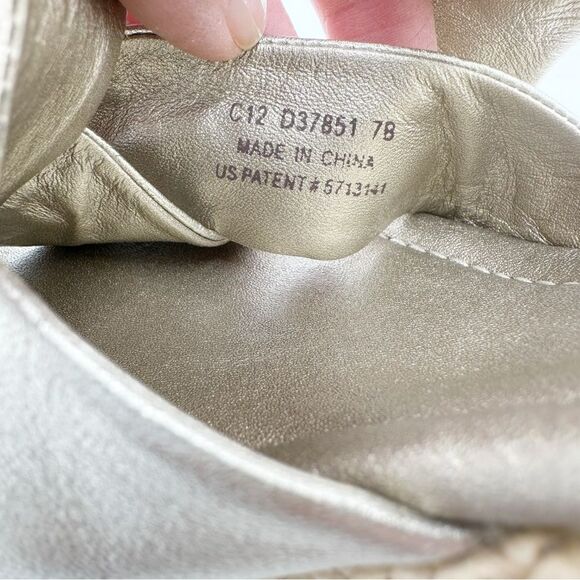 C12 D37851 7B
MADE IN CHINA
US PATENT # 5713141